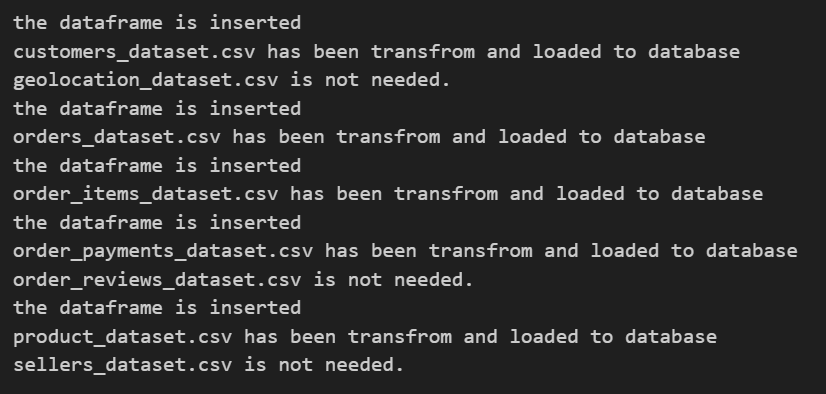 the dataframe is inserted
customers_dataset.csv has been transfrom and loaded to database
geolocation_dataset.csv is not needed.
the dataframe is inserted
orders_dataset.csv has been transfrom and loaded to database
the dataframe is inserted
order_items_dataset.csv has been transfrom and loaded to database
the dataframe is inserted
order_payments_dataset.csv has been transfrom and loaded to database
order_reviews_dataset.csv is not needed.
the dataframe is inserted
product_dataset.csv has been transfrom and loaded to database
sellers_dataset.csv is not needed.